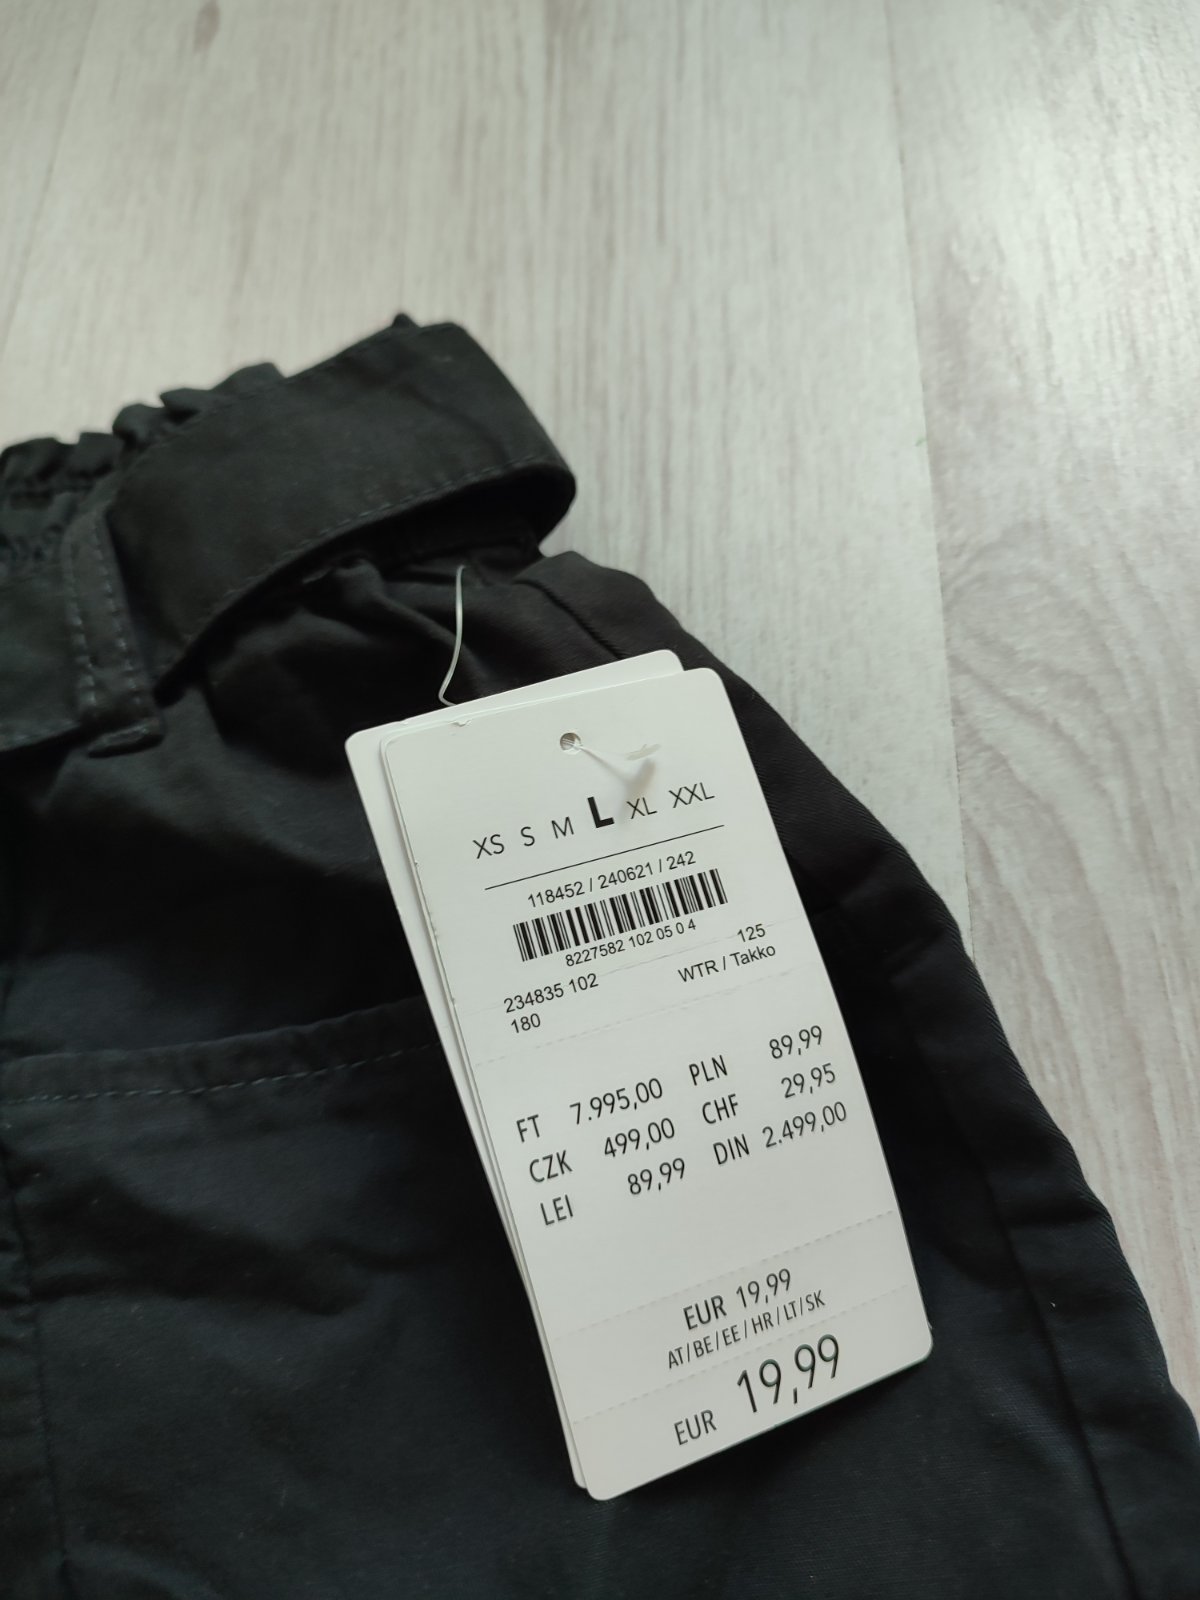 XS S M L XL XXL
118452 / 240621 / 242
8227582 102 05 0 4
234835 102 125
180 WTR / Takko
FT 7.995,00 PLN 89,99
CZK 499,00 CHF 29,95
LEI 89,99 DIN 2.499,00
EUR 19,99
AT/BE/EE/HR/LT/SK
EUR 19,99